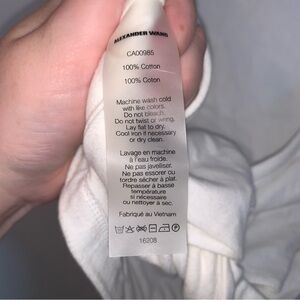 ALEXANDER WANG
CA00985
100% Cotton
100% Coton
Machine wash cold
with like colors.
Do not bleach.
Do not twist or wring.
Lay flat to dry.
Cool iron if necessary
or dry clean.
Lavage en machine
à l'eau froide.
Ne pas javelliser.
Ne pas essorer ou
tordre sécher à plat.
Repasser à basse
température
si nécessaire
ou nettoyer à sec.
Fabriqué au Vietnam
16208